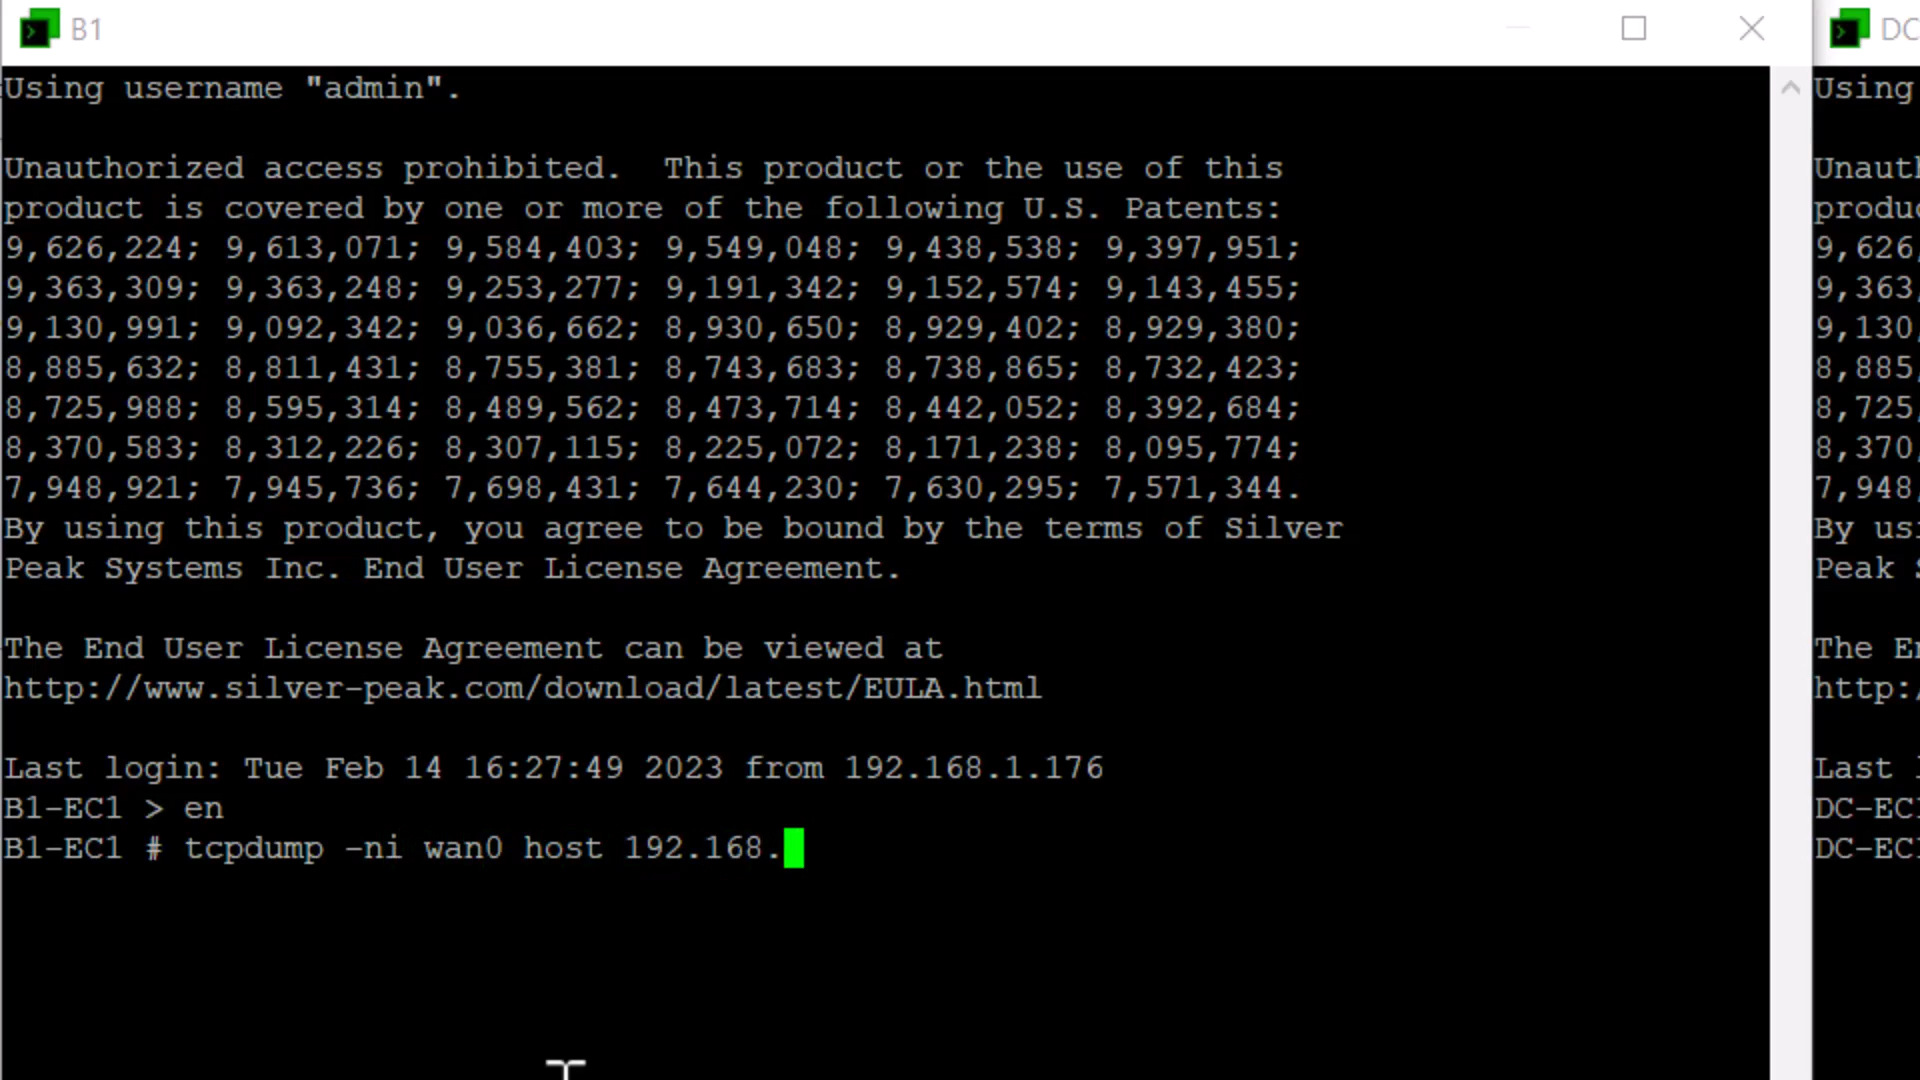 B1
Using username "admin".
Unauthorized access prohibited.  This product or the use of this
product is covered by one or more of the following U.S. Patents:
9,626,224; 9,613,071; 9,584,403; 9,549,048; 9,438,538; 9,397,951;
9,363,309; 9,363,248; 9,253,277; 9,191,342; 9,152,574; 9,143,455;
9,130,991; 9,092,342; 9,036,662; 8,930,650; 8,929,402; 8,929,380;
8,885,632; 8,811,431; 8,755,381; 8,743,683; 8,738,865; 8,732,423;
8,725,988; 8,595,314; 8,489,562; 8,473,714; 8,442,052; 8,392,684;
8,370,583; 8,312,226; 8,307,115; 8,225,072; 8,171,238; 8,095,774;
7,948,921; 7,945,736; 7,698,431; 7,644,230; 7,630,295; 7,571,344.
By using this product, you agree to be bound by the terms of Silver
Peak Systems Inc. End User License Agreement.
The End User License Agreement can be viewed at
http://www.silver-peak.com/download/latest/EULA.html
Last login: Tue Feb 14 16:27:49 2023 from 192.168.1.176
B1-EC1 > en
B1-EC1 # tcpdump -ni wan0 host 192.168.
DC
Using
Unauth
produc
9,626,
9,363,
9,130,
8,885,
8,725,
8,370,
7,948,
By usi
Peak S
The En
http:/
Last l
DC-EC1
DC-EC1